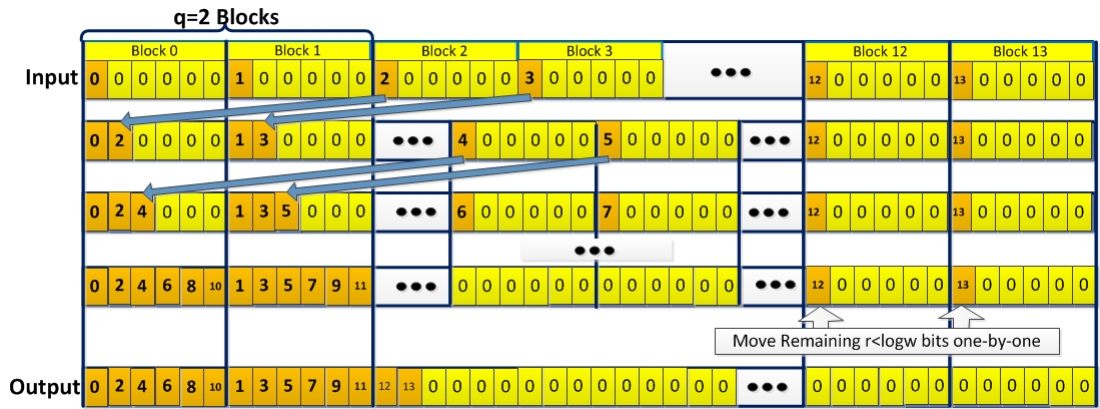 q=2 Blocks
Block 0 Block 1 Block 2 Block 3 Block 12 Block 13
Input 0 0 0 0 0 0 1 0 0 0 0 0 2 0 0 0 0 0 3 0 0 0 0 0 ••• 12 0 0 0 0 0 13 0 0 0 0 0
0 2 0 0 0 0 1 3 0 0 0 0 ••• 4 0 0 0 0 0 5 0 0 0 0 0 ••• 12 0 0 0 0 0 13 0 0 0 0 0
0 2 4 0 0 0 1 3 5 0 0 0 ••• 6 0 0 0 0 0 7 0 0 0 0 0 ••• 12 0 0 0 0 0 13 0 0 0 0 0
•••
0 2 4 6 8 10 1 3 5 7 9 11 ••• 0 0 0 0 0 0 0 0 0 0 0 0 ••• 12 0 0 0 0 0 13 0 0 0 0 0
Move Remaining r<logw bits one-by-one
Output 0 2 4 6 8 10 1 3 5 7 9 11 12 13 0 0 0 0 0 0 0 0 0 0 0 0 0 ••• 0 0 0 0 0 0 0 0 0 0 0 0